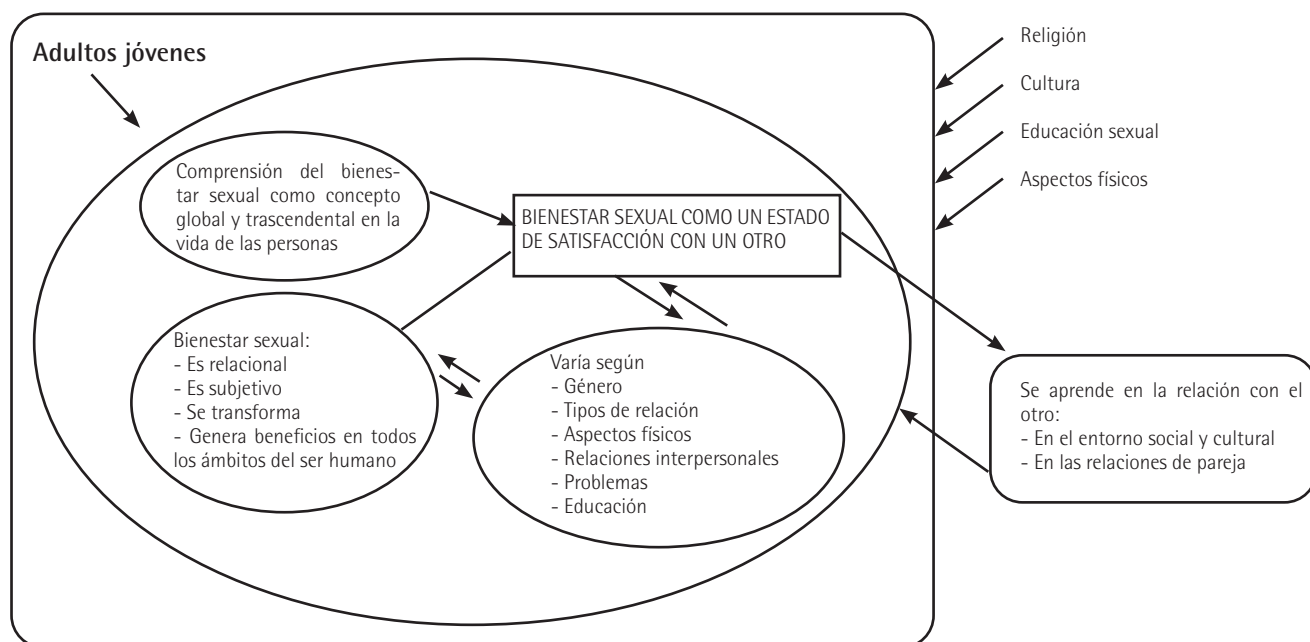 Adultos jóvenes
Comprensión del bienes-
tar sexual como concepto
global y trascendental en la
vida de las personas
BIENESTAR SEXUAL COMO UN ESTADO
DE SATISFACCIÓN CON UN OTRO
Bienestar sexual:
- Es relacional
- Es subjetivo
- Se transforma
- Genera beneficios en todos
los ámbitos del ser humano
Varía según
- Género
- Tipos de relación
- Aspectos físicos
- Relaciones interpersonales
- Problemas
- Educación
Religión
Cultura
Educación sexual
Aspectos físicos
Se aprende en la relación con el
otro:
- En el entorno social y cultural
- En las relaciones de pareja